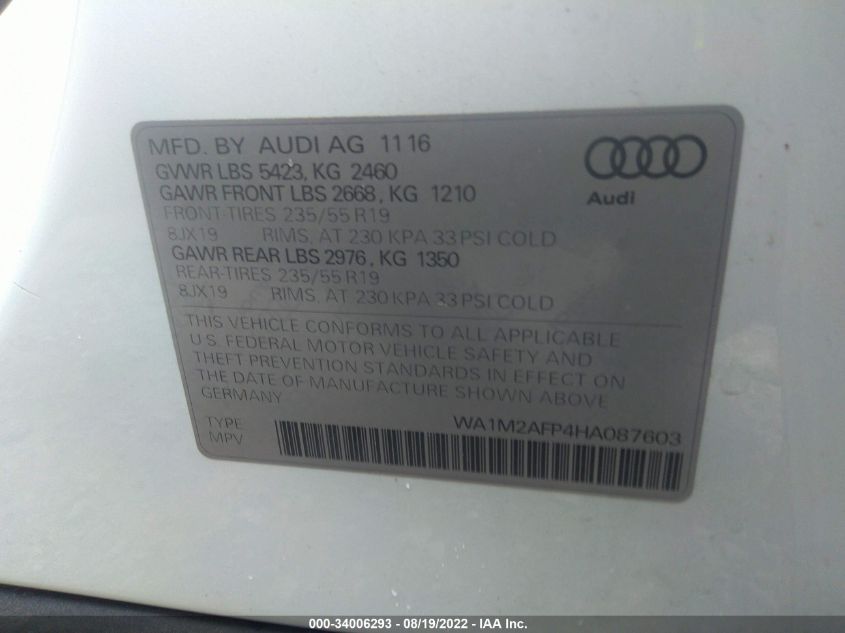 MFD. BY AUDI AG 11 16
GVWR LBS 5423, KG 2460
GAWR FRONT LBS 2668, KG 1210
FRONT-TIRES 235/55 R19
8JX19 RIMS, AT 230 KPA 33 PSI COLD
GAWR REAR LBS 2976, KG 1350
REAR-TIRES 235/55 R19
8JX19 RIMS, AT 230 KPA 33 PSI COLD
Audi
THIS VEHICLE CONFORMS TO ALL APPLICABLE
U.S. FEDERAL MOTOR VEHICLE SAFETY AND
THEFT PREVENTION STANDARDS IN EFFECT ON
THE DATE OF MANUFACTURE SHOWN ABOVE
GERMANY
TYPE
MPV
WA1M2AFP4HA087603
000-34006293 - 08/19/2022 - IAA Inc.